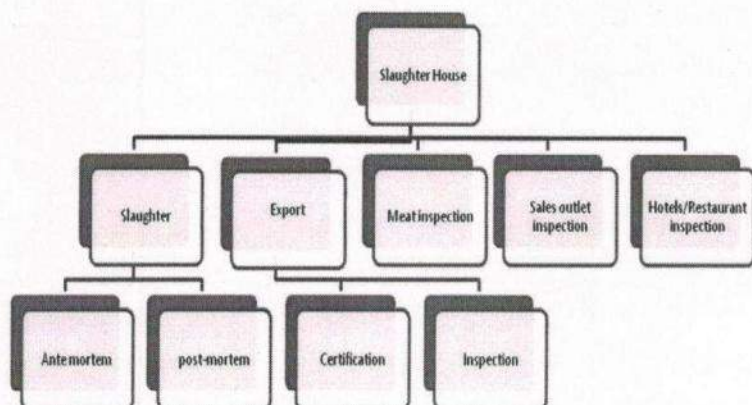 Slaughter House
Slaughter
Export
Meat inspection
Sales outlet
inspection
Hotels/Restaurant
inspection
Ante mortem
post-mortem
Certification
Inspection